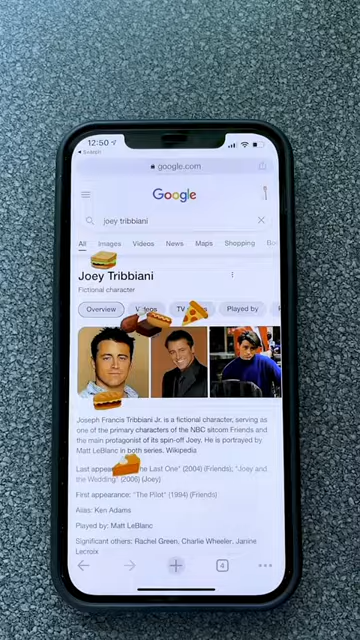 12:50
Search
google.com
Google
joey tribbiani
All Images Videos News Maps Shopping
Joey Tribbiani
Fictional character
Overview Videos TV Played by
Joseph Francis Tribbiani Jr. is a fictional character, serving as
one of the primary characters of the NBC sitcom Friends and
the main protagonist of its spin-off Joey. He is portrayed by
Matt LeBlanc in both series. Wikipedia
Last appea "The Last One" (2004) (Friends), "Joey and
the Wedding" (2006) (Joey)
First appearance: "The Pilot" (1994) (Friends)
Alias: Ken Adams
Played by: Matt LeBlanc
Significant others: Rachel Green, Charlie Wheeler, Janine
Lecroix
4